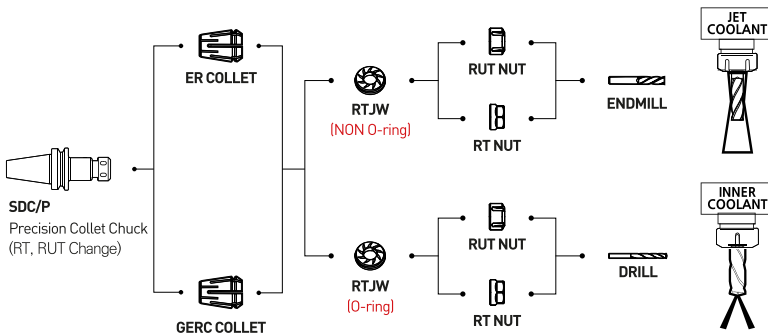 SDC/P
Precision Collet Chuck
(RT, RUT Change)
ER COLLET
GERC COLLET
RTJW
(NON O-ring)
RTJW
(O-ring)
RUT NUT
RT NUT
RUT NUT
RT NUT
ENDMILL
DRILL
JET
COOLANT
INNER
COOLANT